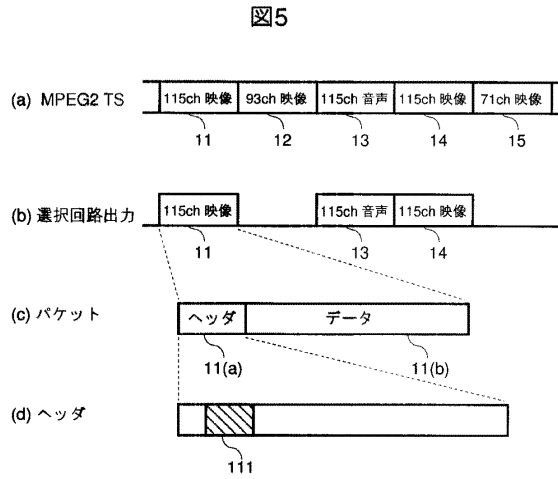 図5
(a) MPEG2 TS
115ch 映像 93ch 映像 115ch 音声 115ch 映像 71ch 映像
11 12 13 14 15
(b) 選択回路出力
115ch 映像 115ch 音声 115ch 映像
11 13 14
(c) パケット
ヘッダ データ
11(a) 11(b)
(d) ヘッダ
111